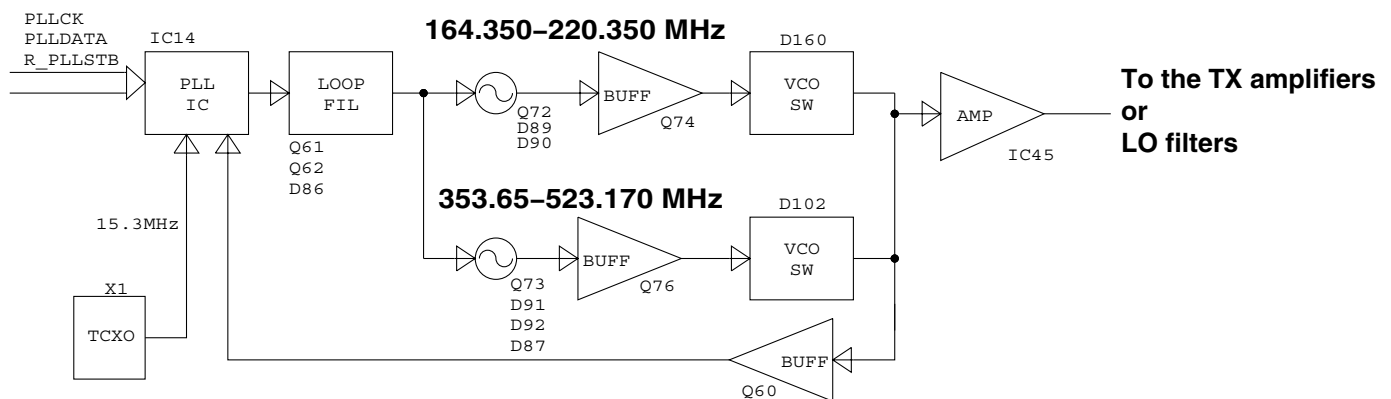 PLLCK
PLLDATA
R_PLLSTB
IC14
PLL
IC
LOOP
FIL
Q61
Q62
D86
164.350–220.350 MHz
Q72
D89
D90
BUFF
Q74
D160
VCO
SW
AMP
IC45
To the TX amplifiers
or
LO filters
15.3MHz
X1
TCXO
353.65–523.170 MHz
Q73
D91
D92
D87
BUFF
Q76
D102
VCO
SW
BUFF
Q60